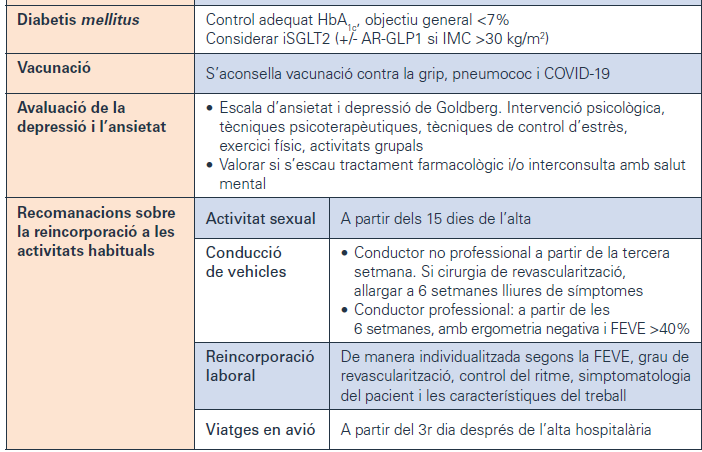 Diabetis mellitus
Control adequat HbA1c, objectiu general <7%
Considerar iSGLT2 (+/- AR-GLP1 si IMC >30 kg/m²)
Vacunació
S’aconsella vacunació contra la grip, pneumococ i COVID-19
Avaluació de la
depressió i l’ansietat
• Escala d’ansietat i depressió de Goldberg. Intervenció psicològica,
tècniques psicoterapèutiques, tècniques de control d’estrès,
exercici físic, activitats grupals
• Valorar si s’escau tractament farmacològic i/o interconsulta amb salut
mental
Recomanacions sobre
la reincorporació a les
activitats habituals
Activitat sexual
A partir dels 15 dies de l’alta
Conducció
de vehicles
• Conductor no professional a partir de la tercera
setmana. Si cirurgia de revascularització,
allargar a 6 setmanes lliures de símptomes
• Conductor professional: a partir de les
6 setmanes, amb ergometria negativa i FEVE >40%
Reincorporació
laboral
De manera individualitzada segons la FEVE, grau de
revascularització, control del ritme, simptomatologia
del pacient i les característiques del treball
Viatges en avió
A partir del 3r dia després de l’alta hospitalària